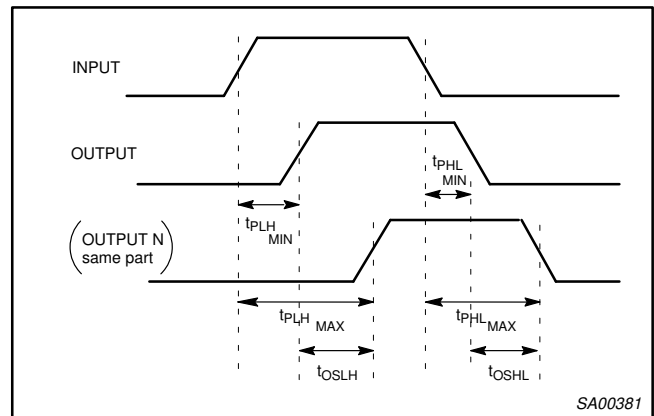 INPUT
OUTPUT
tPHL
MIN
tPLH
MIN
OUTPUT N
same part
tPLH
MAX
tPHL
MAX
tOSLH
tOSHL
SA00381